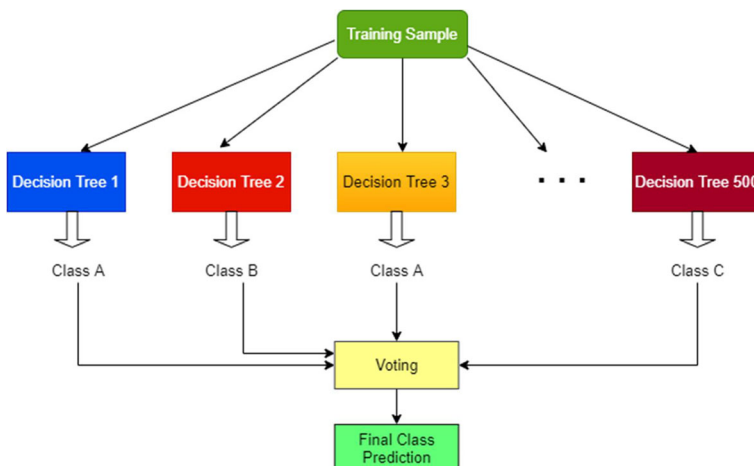 Training Sample
Decision Tree 1
Decision Tree 2
Decision Tree 3
. . .
Decision Tree 500
Class A
Class B
Class A
Class C
Voting
Final Class
Prediction